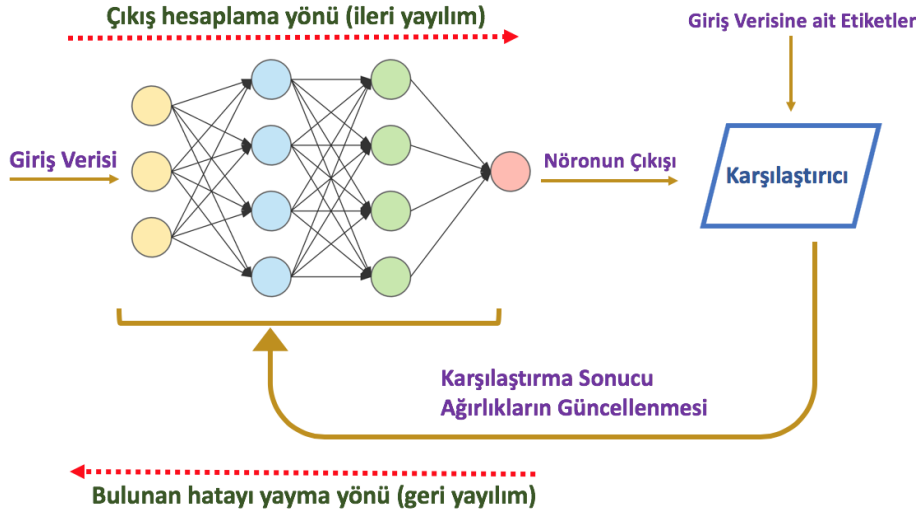 Çıkış hesaplama yönü (ileri yayılım)
Giriş Verisine ait Etiketler
Giriş Verisi
Nöronun Çıkışı
Karşılaştırıcı
Karşılaştırma Sonucu
Ağırlıkların Güncellenmesi
Bulunan hatayı yayma yönü (geri yayılım)